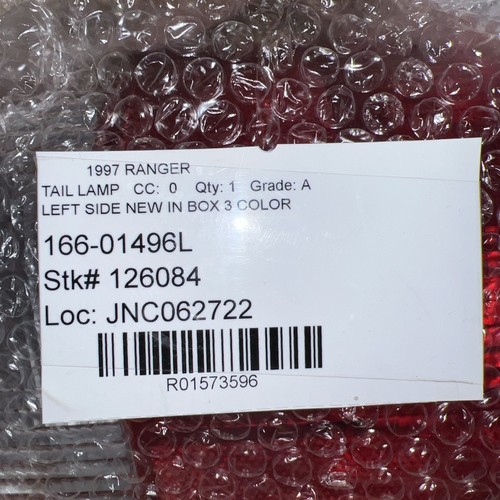 1997 RANGER
TAIL LAMP CC: 0 Qty: 1 Grade: A
LEFT SIDE NEW IN BOX 3 COLOR
166-01496L
Stk# 126084
Loc: JNC062722
R01573596